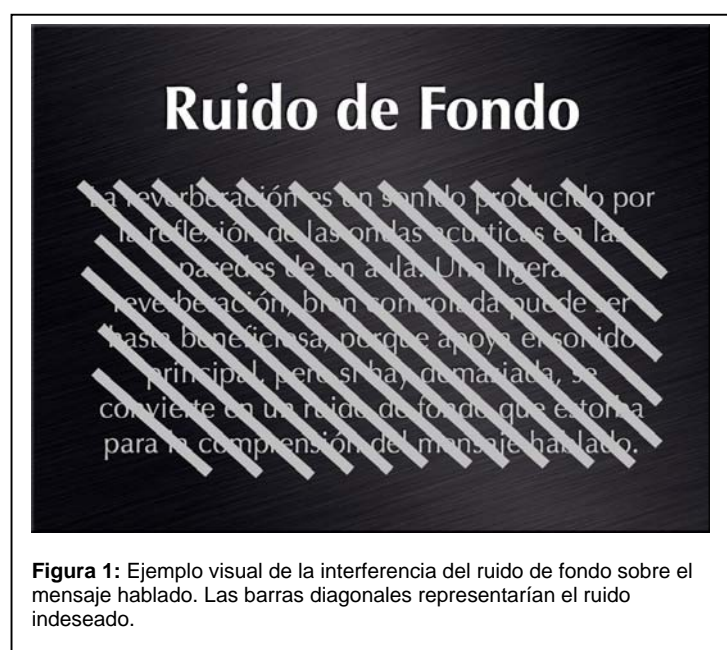 Ruido de Fondo
La reverberación es un sonido producido por
la reflexión de las ondas acústicas en las
paredes de un aula. Una ligera
reverberación, bien controlada puede ser
hasta beneficiosa, porque apoya el sonido
principal, pero si hay demasiada, se
convierte en un ruido de fondo que estorba
para la comprensión del mensaje hablado.
Figura 1: Ejemplo visual de la interferencia del ruido de fondo sobre el
mensaje hablado. Las barras diagonales representarían el ruido
indeseado.